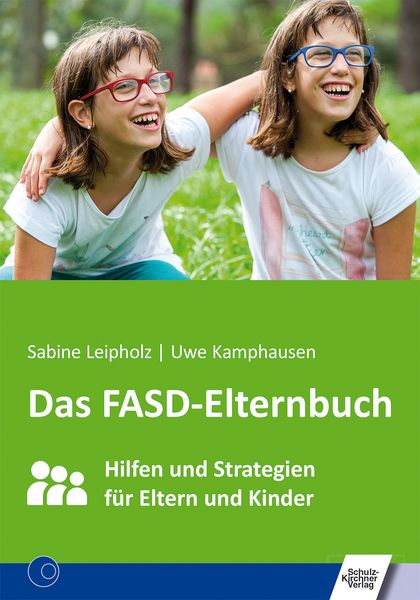 Sabine Leipholz | Uwe Kamphausen
Das FASD-Elternbuch
Hilfen und Strategien
für Eltern und Kinder
Schulz-
Kirchner
Verlag